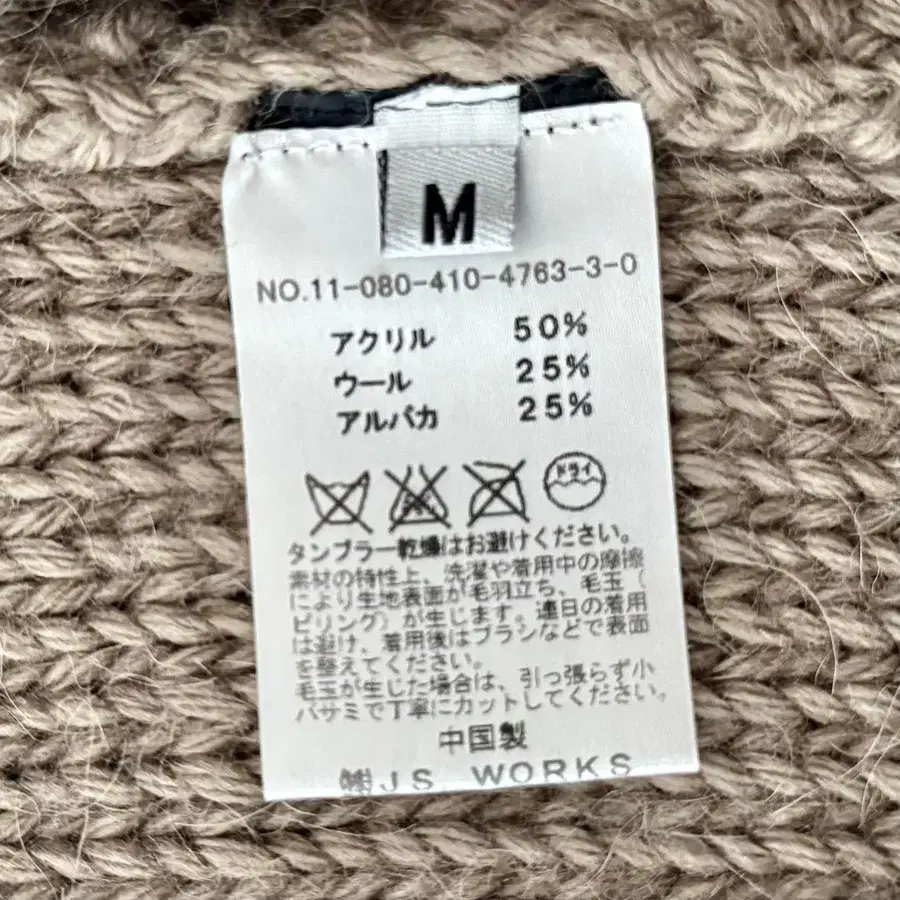 M
NO.11-080-410-4763-3-0
アクリル 50%
ウール 25%
アルパカ 25%
ドライ
タンブラー乾燥はお避けください。
素材の特性上、洗濯や着用中の摩擦
により生地表面が毛羽立ち、毛玉(
ピリング)が生じます。連日の着用
は避け、着用後はブラシなどで表面
を整えてください。
毛玉が生じた場合は、引っ張らず小
バサミで丁寧にカットしてください。
中国製
㈱JS WORKS